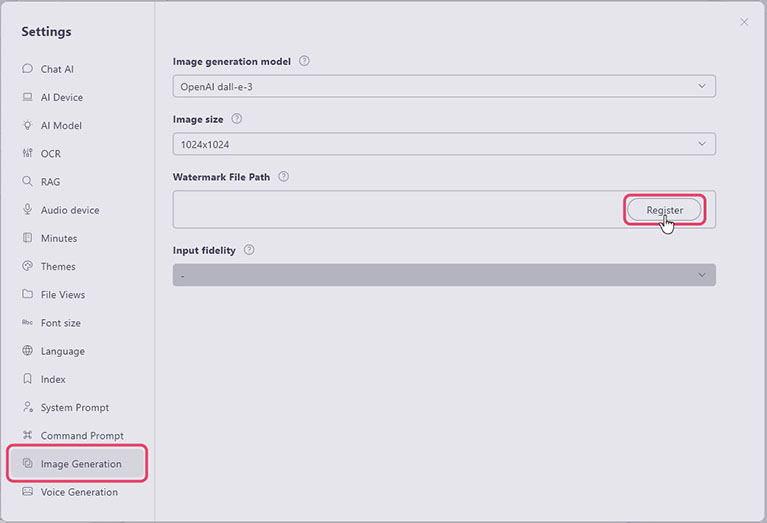 Settings
Chat AI
AI Device
AI Model
OCR
RAG
Audio device
Minutes
Themes
File Views
Abc Font size
Language
Index
System Prompt
Command Prompt
Image Generation
Voice Generation
Image generation model ?
OpenAI dall-e-3
Image size ?
1024x1024
Watermark File Path ?
Register
Input fidelity ?
-